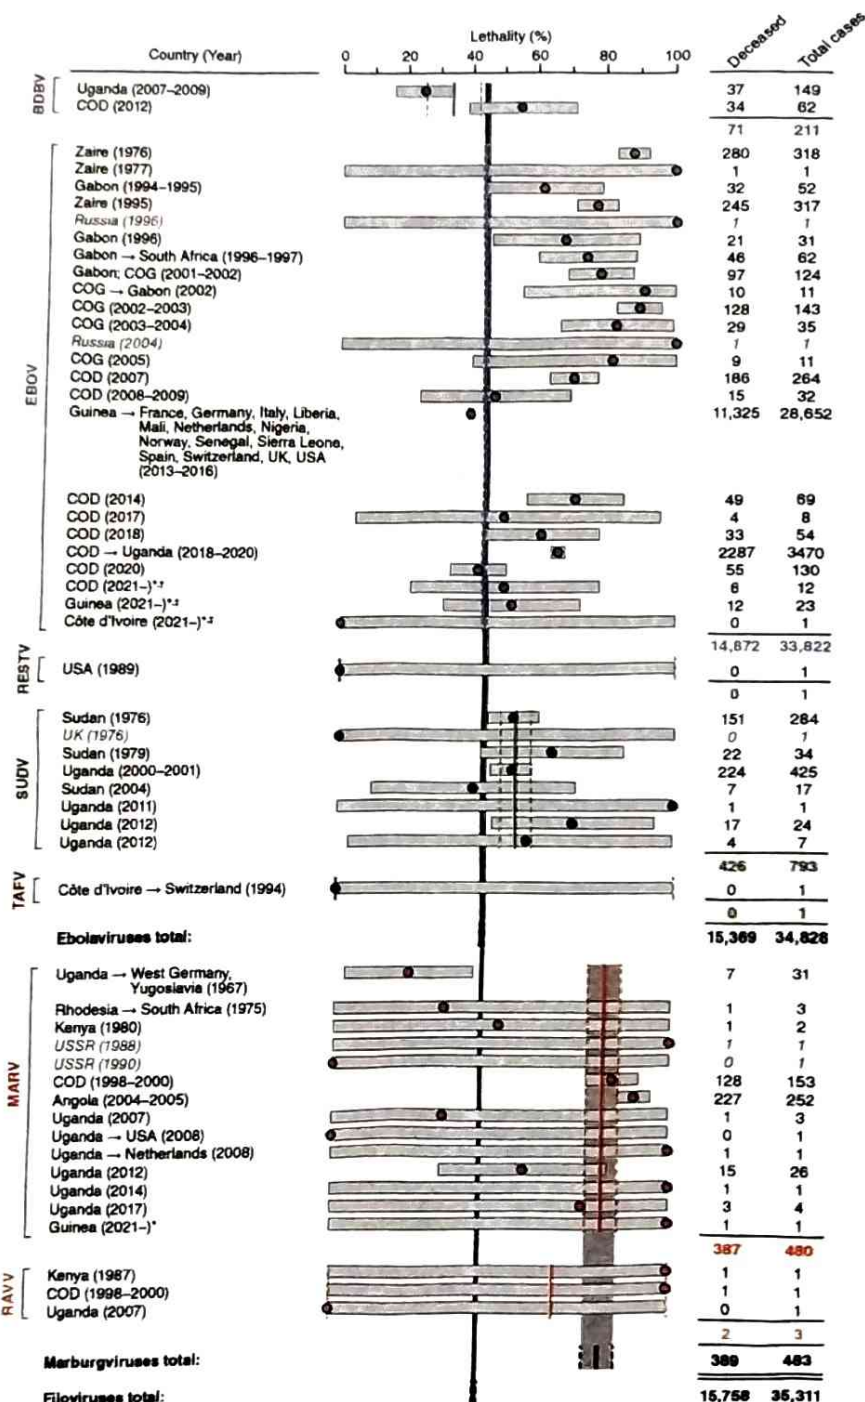 Lethality (%)
Country (Year) Deceased Total cases
0 20 40 60 80 100
BDBV
Uganda (2007–2009) 37 149
COD (2012) 34 62
71 211
EBOV
Zaire (1976) 280 318
Zaire (1977) 1 1
Gabon (1994–1995) 32 52
Zaire (1995) 245 317
Russia (1996) 1 1
Gabon (1996) 21 31
Gabon → South Africa (1996–1997) 46 62
Gabon; COG (2001–2002) 97 124
COG → Gabon (2002) 10 11
COG (2002–2003) 128 143
COG (2003–2004) 29 35
Russia (2004) 1 1
COG (2005) 9 11
COD (2007) 186 264
COD (2008–2009) 15 32
Guinea → France, Germany, Italy, Liberia, 11,325 28,652
Mali, Netherlands, Nigeria,
Norway, Senegal, Sierra Leone,
Spain, Switzerland, UK, USA
(2013–2016)
COD (2014) 49 69
COD (2017) 4 8
COD (2018) 33 54
COD → Uganda (2018–2020) 2287 3470
COD (2020) 55 130
COD (2021–)*,‡ 6 12
Guinea (2021–)*,‡ 12 23
Côte d'Ivoire (2021–)*,‡ 0 1
14,872 33,822
RESTV
USA (1989) 0 1
0 1
SUDV
Sudan (1976) 151 284
UK (1976) 0 1
Sudan (1979) 22 34
Uganda (2000–2001) 224 425
Sudan (2004) 7 17
Uganda (2011) 1 1
Uganda (2012) 17 24
Uganda (2012) 4 7
426 793
TAFV
Côte d'Ivoire → Switzerland (1994) 0 1
0 1
Ebolaviruses total: 15,369 34,828
MARV
Uganda → West Germany, 7 31
Yugoslavia (1967)
Rhodesia → South Africa (1975) 1 3
Kenya (1980) 1 2
USSR (1988) 1 1
USSR (1990) 0 1
COD (1998–2000) 128 153
Angola (2004–2005) 227 252
Uganda (2007) 1 3
Uganda → USA (2008) 0 1
Uganda → Netherlands (2008) 1 1
Uganda (2012) 15 26
Uganda (2014) 1 1
Uganda (2017) 3 4
Guinea (2021–)* 1 1
387 480
RAVV
Kenya (1987) 1 1
COD (1998–2000) 1 1
Uganda (2007) 0 1
2 3
Marburgviruses total: 389 483
Filoviruses total: 15,758 35,311